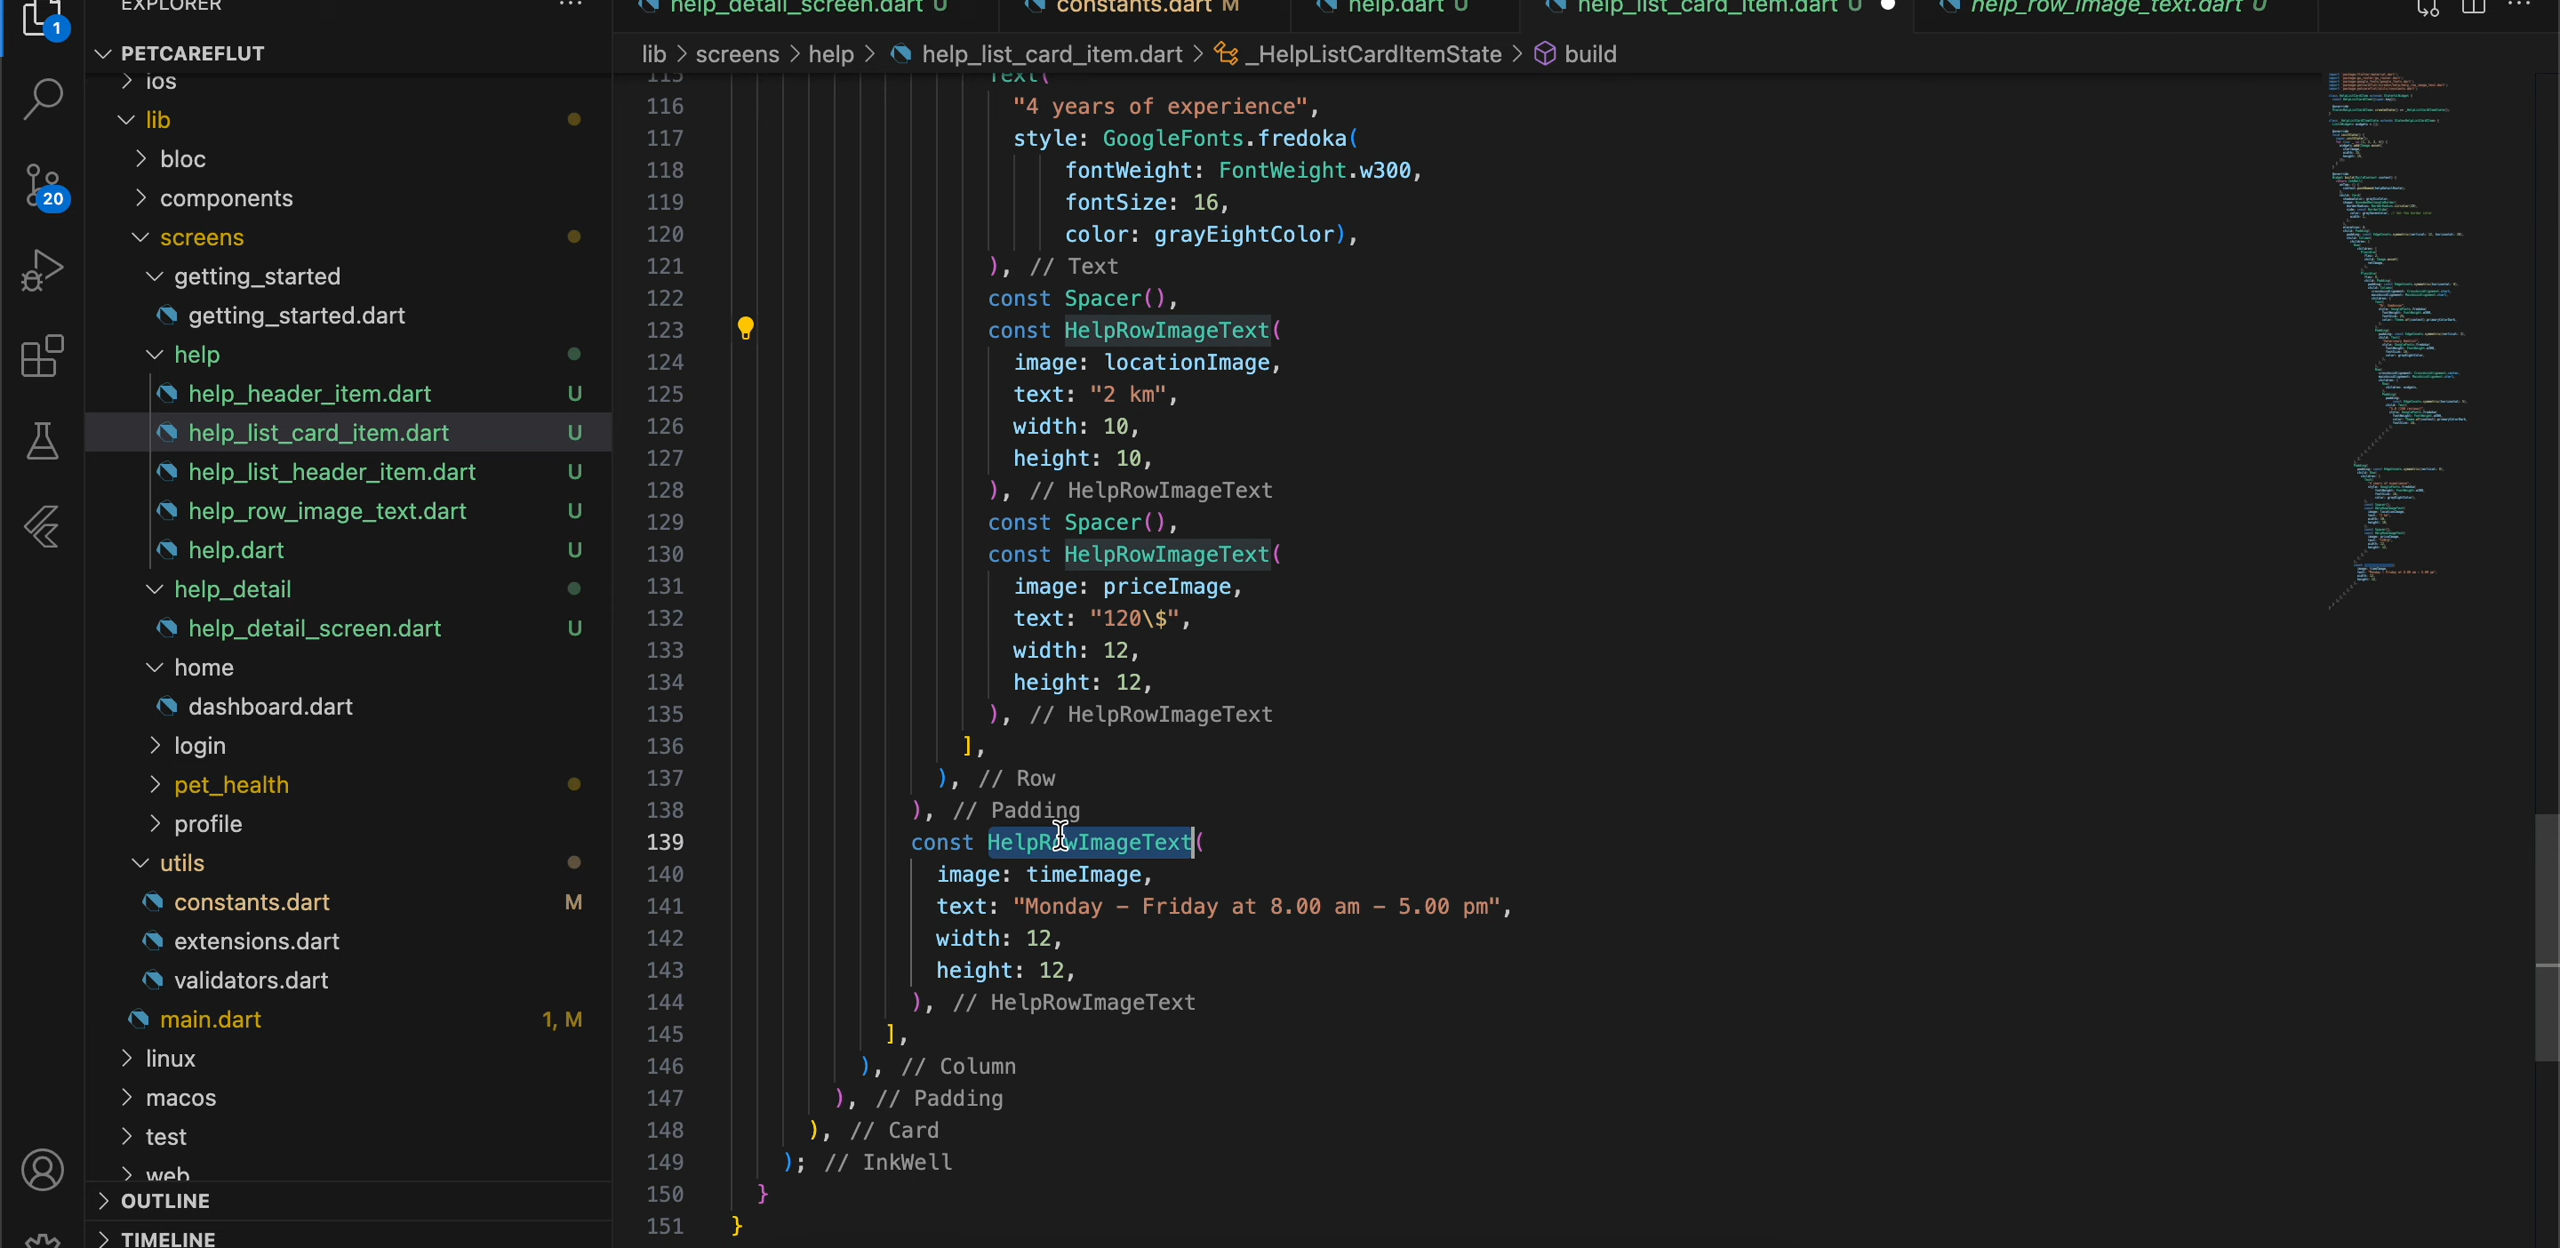 EXPLORER
...
help_detail_screen.dart U
constants.dart M
help.dart U
help_list_card_item.dart U
help_row_image_text.dart U
...
1
PETCAREFLUT
lib > screens > help > help_list_card_item.dart > _HelpListCardItemState > build
20
ios
lib
bloc
components
screens
getting_started
getting_started.dart
help
help_header_item.dart U
help_list_card_item.dart U
help_list_header_item.dart U
help_row_image_text.dart U
help.dart U
help_detail
help_detail_screen.dart U
home
dashboard.dart
login
pet_health
profile
utils
constants.dart M
extensions.dart
validators.dart
main.dart 1, M
linux
macos
test
web
OUTLINE
TIMELINE
115 Text(
116 "4 years of experience",
117 style: GoogleFonts.fredoka(
118 fontWeight: FontWeight.w300,
119 fontSize: 16,
120 color: grayEightColor),
121 ), // Text
122 const Spacer(),
123 const HelpRowImageText(
124 image: locationImage,
125 text: "2 km",
126 width: 10,
127 height: 10,
128 ), // HelpRowImageText
129 const Spacer(),
130 const HelpRowImageText(
131 image: priceImage,
132 text: "120\$",
133 width: 12,
134 height: 12,
135 ), // HelpRowImageText
136 ],
137 ), // Row
138 ), // Padding
139 const HelpRowImageText(
140 image: timeImage,
141 text: "Monday – Friday at 8.00 am – 5.00 pm",
142 width: 12,
143 height: 12,
144 ), // HelpRowImageText
145 ],
146 ), // Column
147 ), // Padding
148 ), // Card
149 ); // InkWell
150 }
151 }